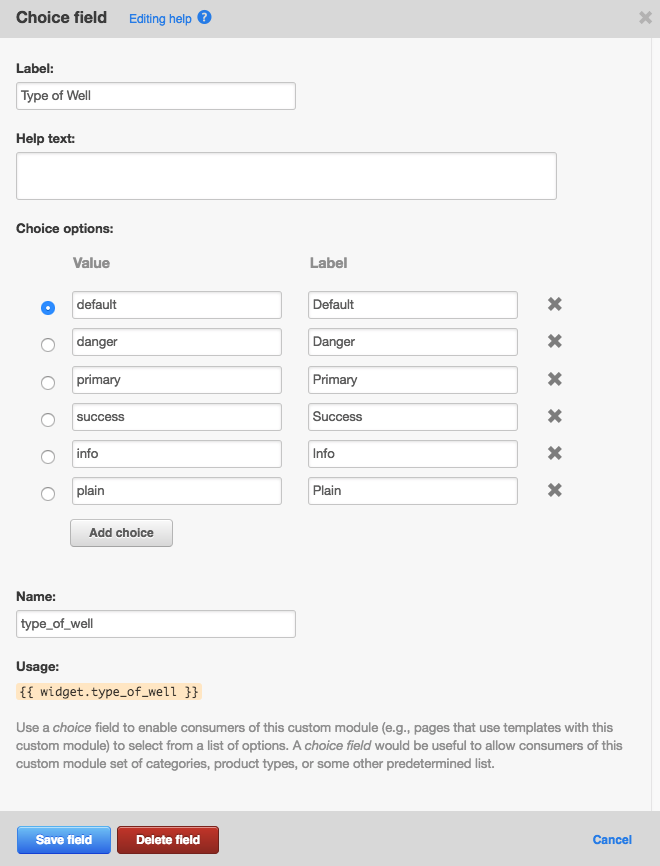 Choice field Editing help ?
Label:
Type of Well
Help text:
Choice options:
Value Label
default Default
danger Danger
primary Primary
success Success
info Info
plain Plain
Add choice
Name:
type_of_well
Usage:
{{ widget.type_of_well }}
Use a choice field to enable consumers of this custom module (e.g., pages that use templates with this
custom module) to select from a list of options. A choice field would be useful to allow consumers of this
custom module set of categories, product types, or some other predetermined list.
Save field Delete field Cancel